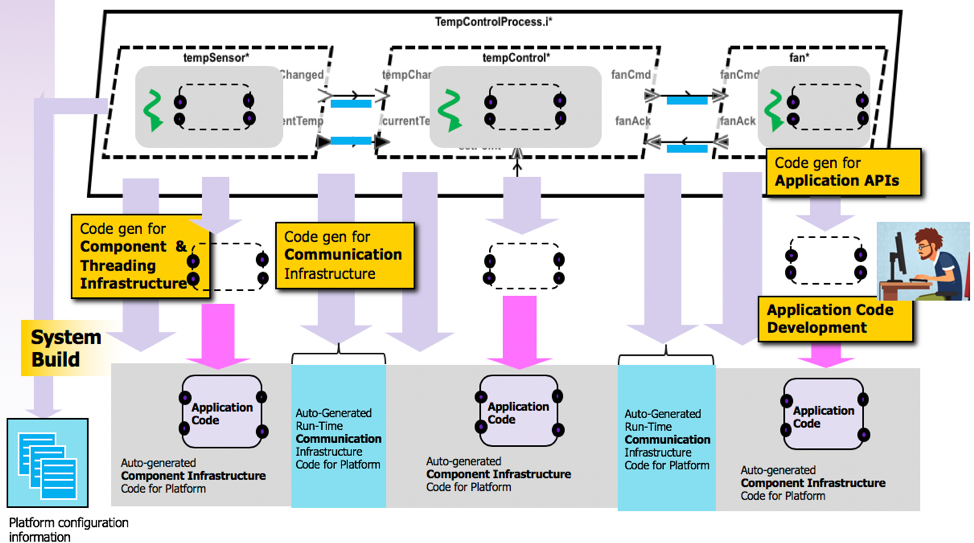 TempControlProcess.i*
tempSensor*
tempControl*
fan*
Changed
tempCha
fanCmd
fanCmd
entTemp
currentTe
fanAck
fanAck
Code gen for
Application APIs
Code gen for
Component &
Threading
Infrastructure
Code gen for
Communication
Infrastructure
Application Code
Development
System
Build
Application
Code
Auto-generated
Component Infrastructure
Code for Platform
Auto-Generated
Run-Time
Communication
Infrastructure
Code for Platform
Application
Code
Auto-generated
Component Infrastructure
Code for Platform
Auto-Generated
Run-Time
Communication
Infrastructure
Code for Platform
Application
Code
Auto-generated
Component Infrastructure
Code for Platform
Platform configuration
information